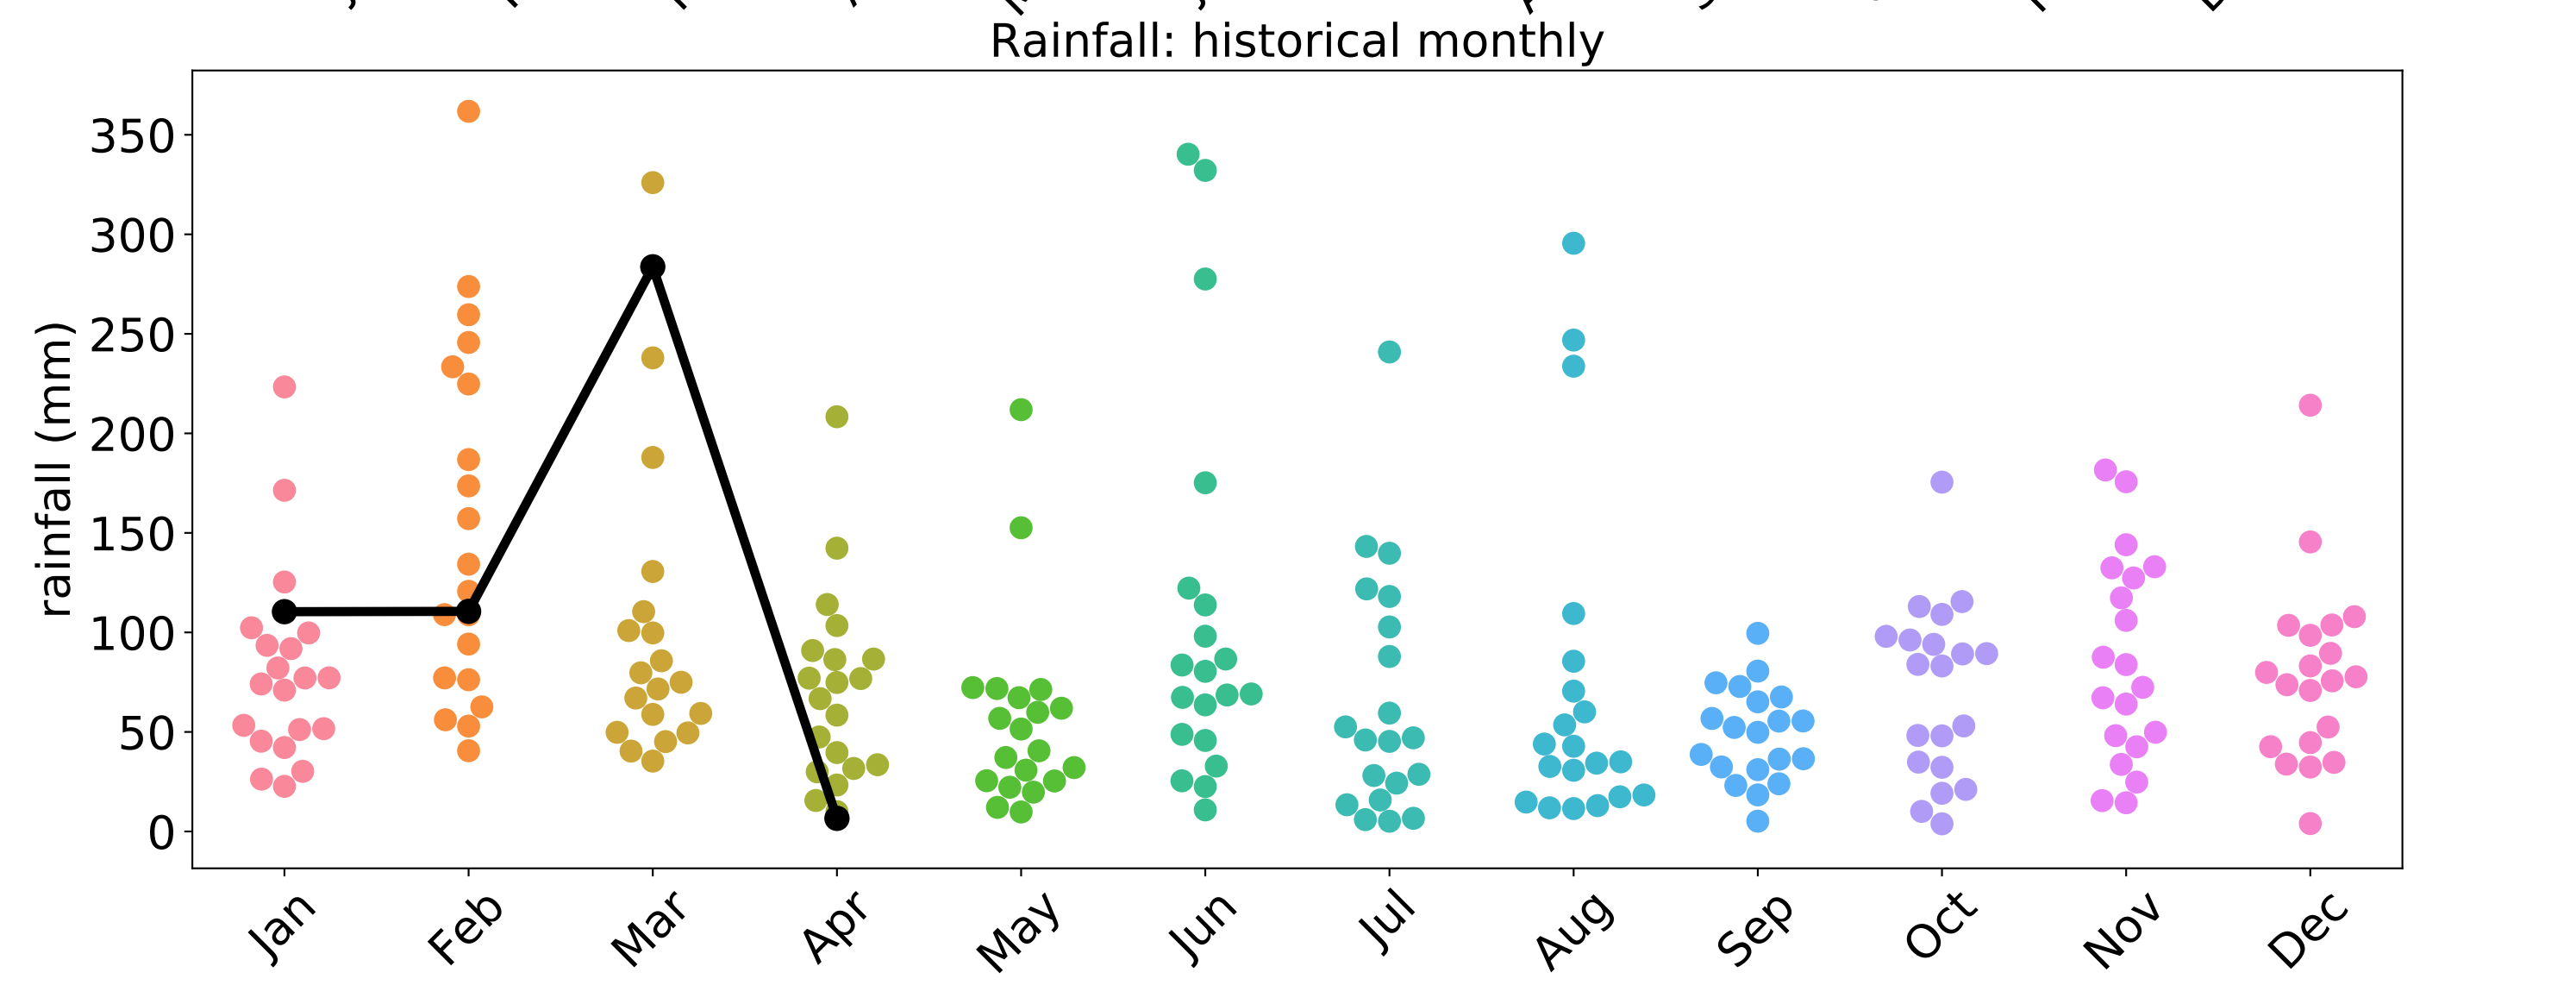 Rainfall: historical monthly
rainfall (mm)
350
300
250
200
150
100
50
0
Jan
Feb
Mar
Apr
May
Jun
Jul
Aug
Sep
Oct
Nov
Dec